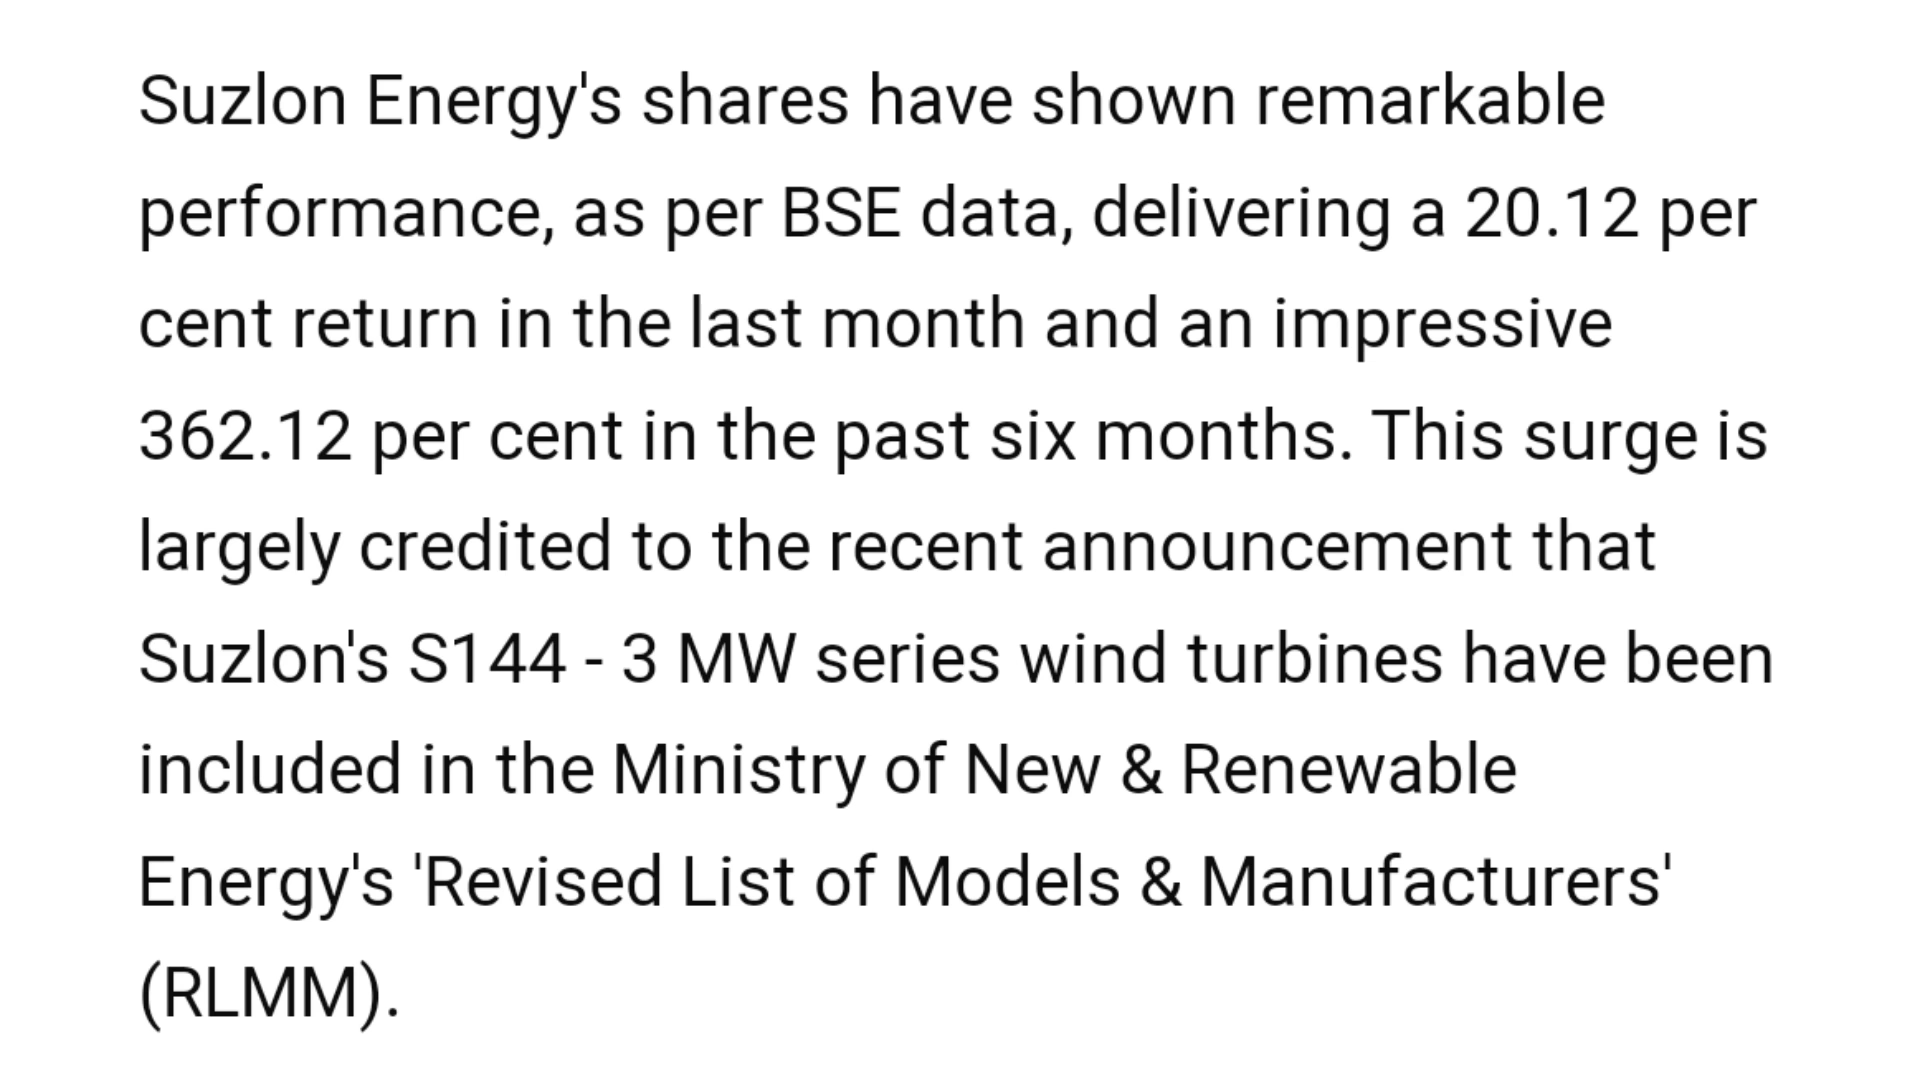 Suzlon Energy's shares have shown remarkable
performance, as per BSE data, delivering a 20.12 per
cent return in the last month and an impressive
362.12 per cent in the past six months. This surge is
largely credited to the recent announcement that
Suzlon's S144 - 3 MW series wind turbines have been
included in the Ministry of New & Renewable
Energy's 'Revised List of Models & Manufacturers'
(RLMM).